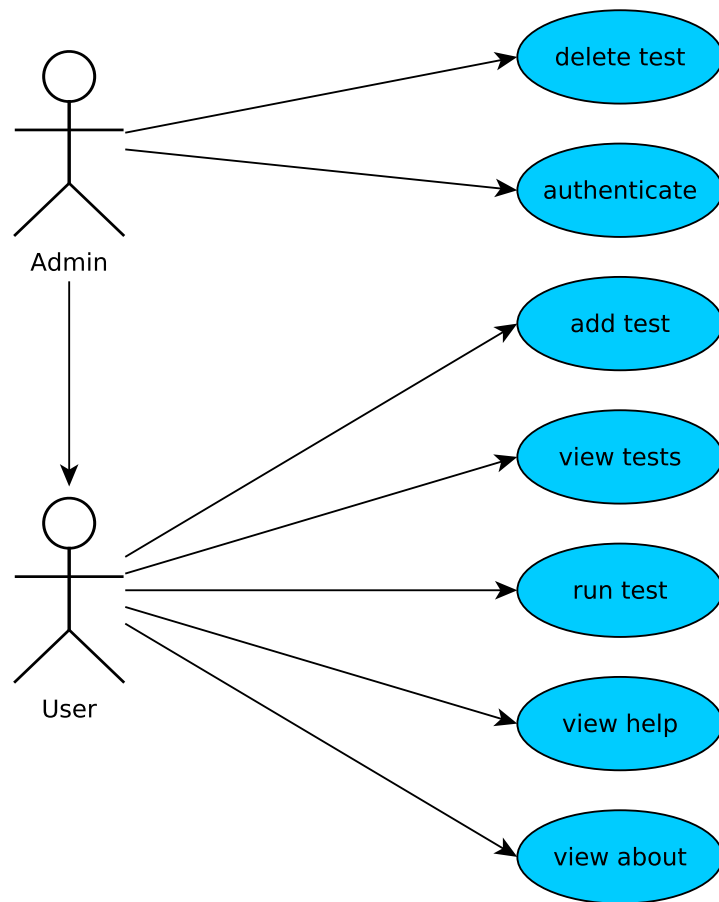 delete test
authenticate
Admin
add test
view tests
run test
User
view help
view about